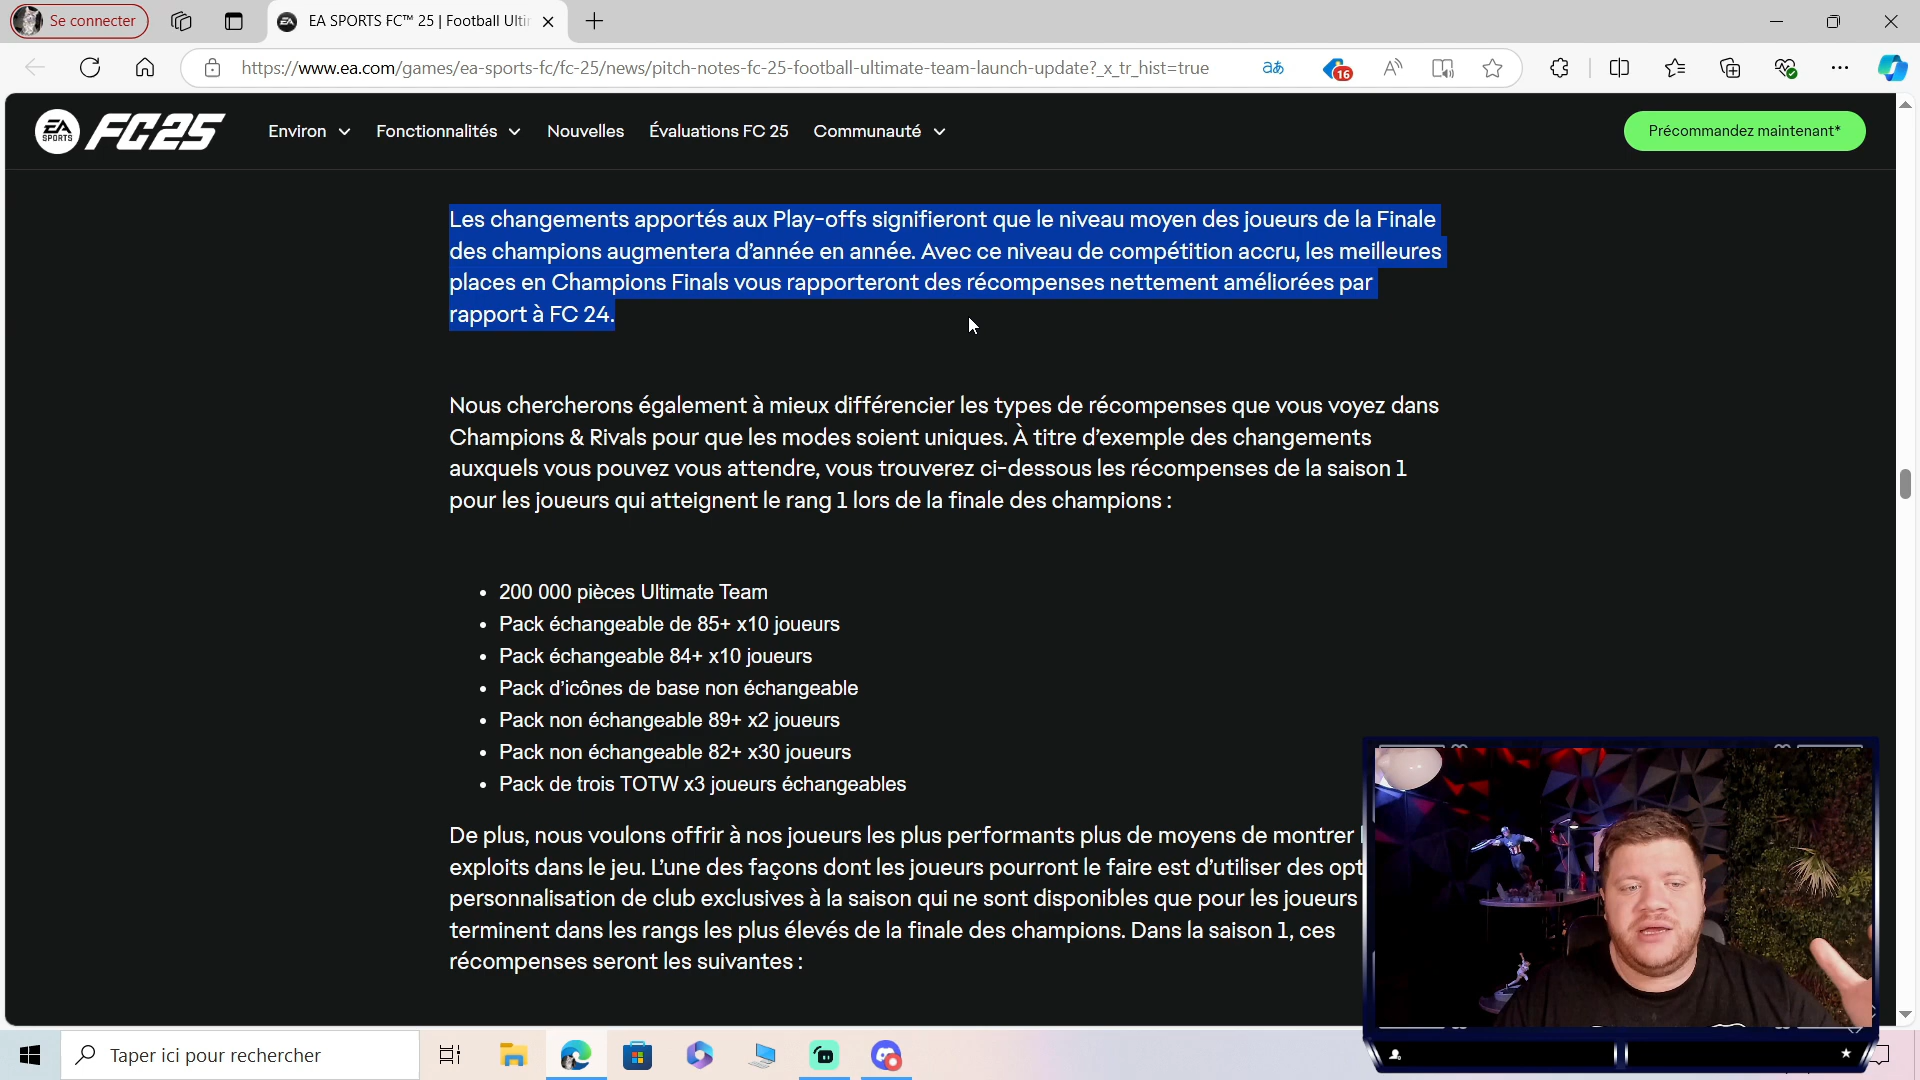 Se connecter
EA SPORTS FC™ 25 | Football Ulti
https://www.ea.com/games/ea-sports-fc/fc-25/news/pitch-notes-fc-25-football-ultimate-team-launch-update?_x_tr_hist=true
aあ
16
EA SPORTS FC25
Environ
Fonctionnalités
Nouvelles
Évaluations FC 25
Communauté
Précommandez maintenant*
Les changements apportés aux Play-offs signifieront que le niveau moyen des joueurs de la Finale
des champions augmentera d’année en année. Avec ce niveau de compétition accru, les meilleures
places en Champions Finals vous rapporteront des récompenses nettement améliorées par
rapport à FC 24.
Nous chercherons également à mieux différencier les types de récompenses que vous voyez dans
Champions & Rivals pour que les modes soient uniques. À titre d’exemple des changements
auxquels vous pouvez vous attendre, vous trouverez ci-dessous les récompenses de la saison 1
pour les joueurs qui atteignent le rang 1 lors de la finale des champions :
• 200 000 pièces Ultimate Team
• Pack échangeable de 85+ x10 joueurs
• Pack échangeable 84+ x10 joueurs
• Pack d’icônes de base non échangeable
• Pack non échangeable 89+ x2 joueurs
• Pack non échangeable 82+ x30 joueurs
• Pack de trois TOTW x3 joueurs échangeables
De plus, nous voulons offrir à nos joueurs les plus performants plus de moyens de montrer
exploits dans le jeu. L’une des façons dont les joueurs pourront le faire est d’utiliser des opt
personnalisation de club exclusives à la saison qui ne sont disponibles que pour les joueurs
terminent dans les rangs les plus élevés de la finale des champions. Dans la saison 1, ces
récompenses seront les suivantes :
Taper ici pour rechercher